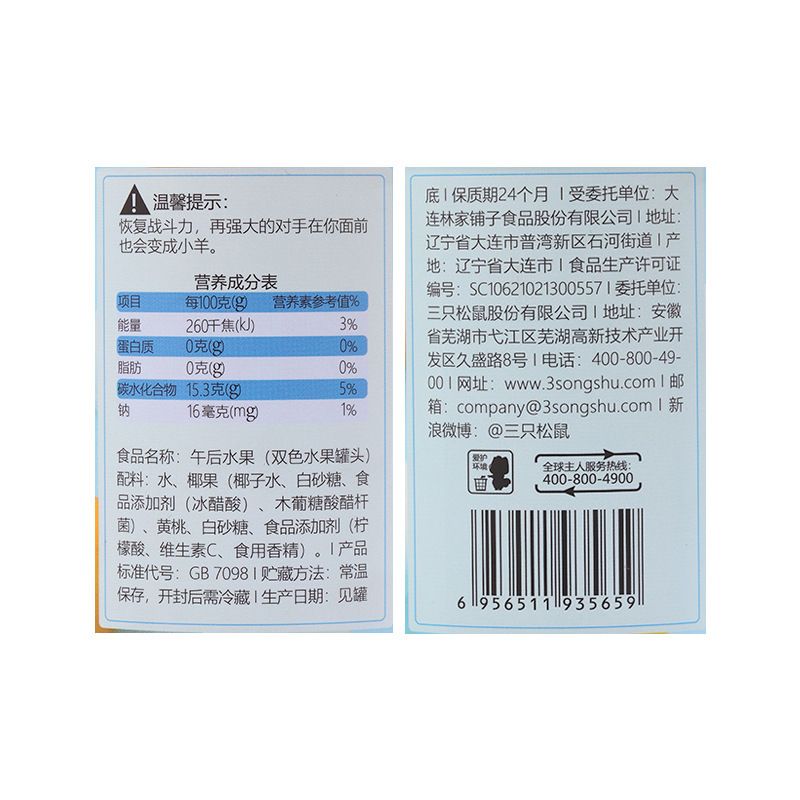 温馨提示：
恢复战斗力，再强大的对手在你面前
也会变成小羊。
营养成分表
项目 每100克(g) 营养素参考值%
能量 260千焦(kJ) 3%
蛋白质 0克(g) 0%
脂肪 0克(g) 0%
碳水化合物 15.3克(g) 5%
钠 16毫克(mg) 1%
食品名称：午后水果（双色水果罐头）
配料：水、椰果（椰子水、白砂糖、食
品添加剂（冰醋酸）、木葡糖酸醋杆
菌）、黄桃、白砂糖、食品添加剂（柠
檬酸、维生素C、食用香精）。I 产品
标准代号：GB 7098 I 贮藏方法：常温
保存，开封后需冷藏 I 生产日期：见罐
底 I 保质期24个月 I 受委托单位：大
连林家铺子食品股份有限公司 I 地址：
辽宁省大连市普湾新区石河街道 I 产
地：辽宁省大连市 I 食品生产许可证
编号：SC10621021300557 I 委托单位：
三只松鼠股份有限公司 I 地址：安徽
省芜湖市弋江区芜湖高新技术产业开
发区久盛路8号 I 电话：400-800-49-
00 I 网址：www.3songshu.com I 邮
箱：company@3songshu.com I 新
浪微博：@三只松鼠
爱护
环境
全球主人服务热线：
400-800-4900
6 956511 935659